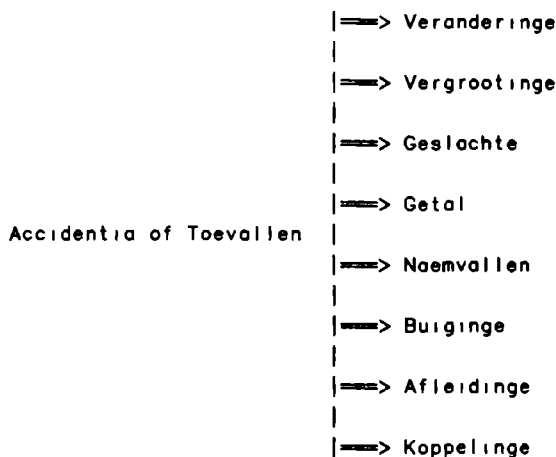 |==> Veranderinge
|==> Vergrootinge
|==> Geslachte
|==> Getal
Accidentia of Toevallen |==> Naemvallen
|==> Buiginge
|==> Afleidinge
|==> Koppelinge